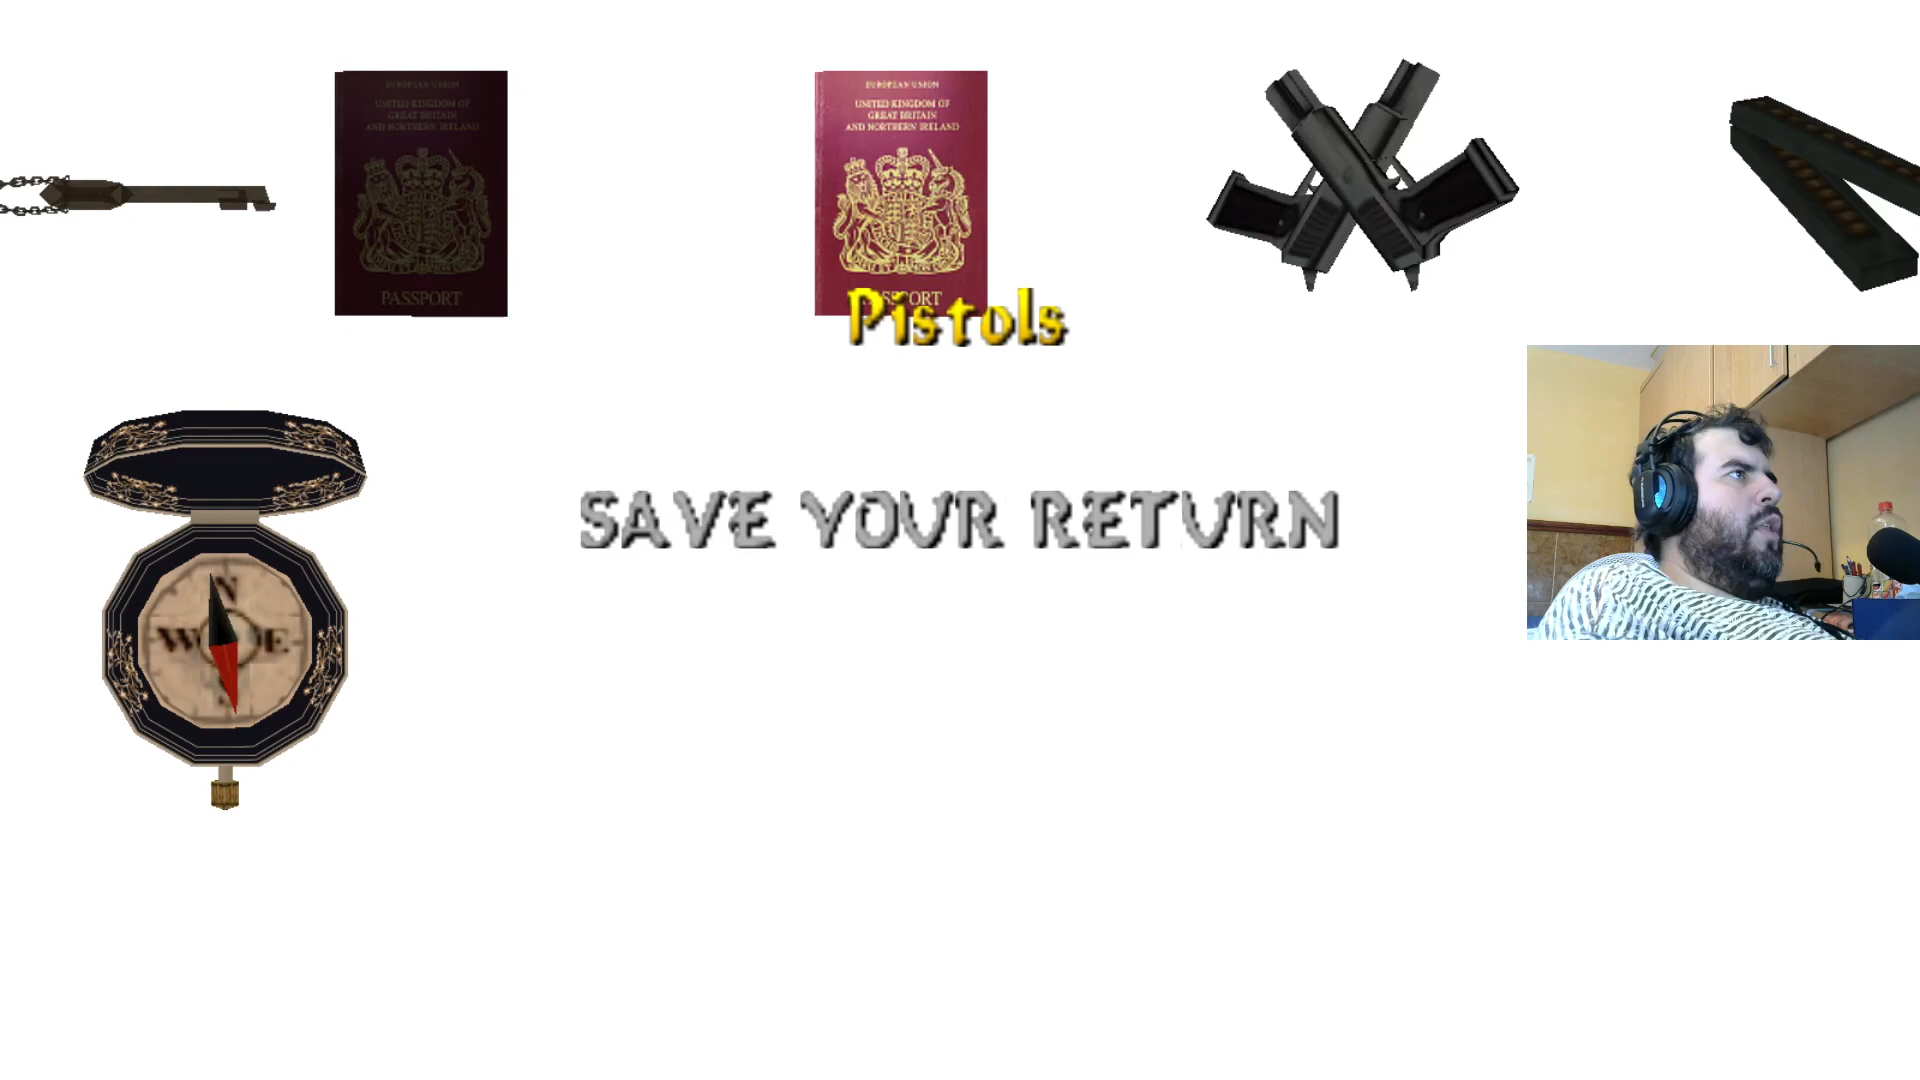 EUROPEAN UNION
UNITED KINGDOM OF
GREAT BRITAIN
AND NORTHERN IRELAND
PASSPORT
EUROPEAN UNION
UNITED KINGDOM OF
GREAT BRITAIN
AND NORTHERN IRELAND
PASSPORT
Pistols
SAVE YOUR RETURN
N
W E
S